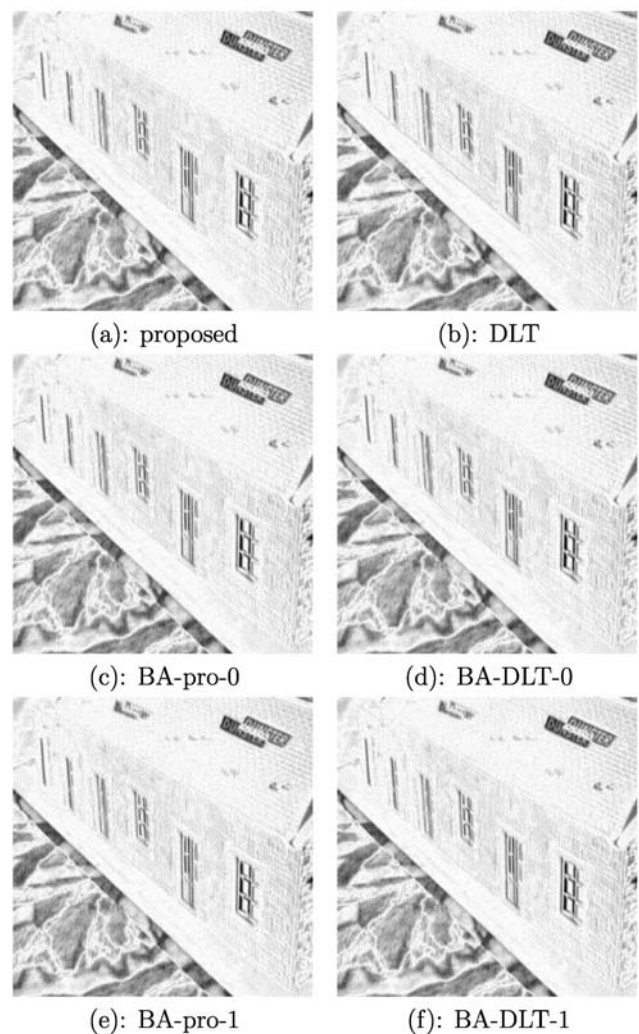 (a): proposed
(b): DLT
(c): BA-pro-0
(d): BA-DLT-0
(e): BA-pro-1
(f): BA-DLT-1